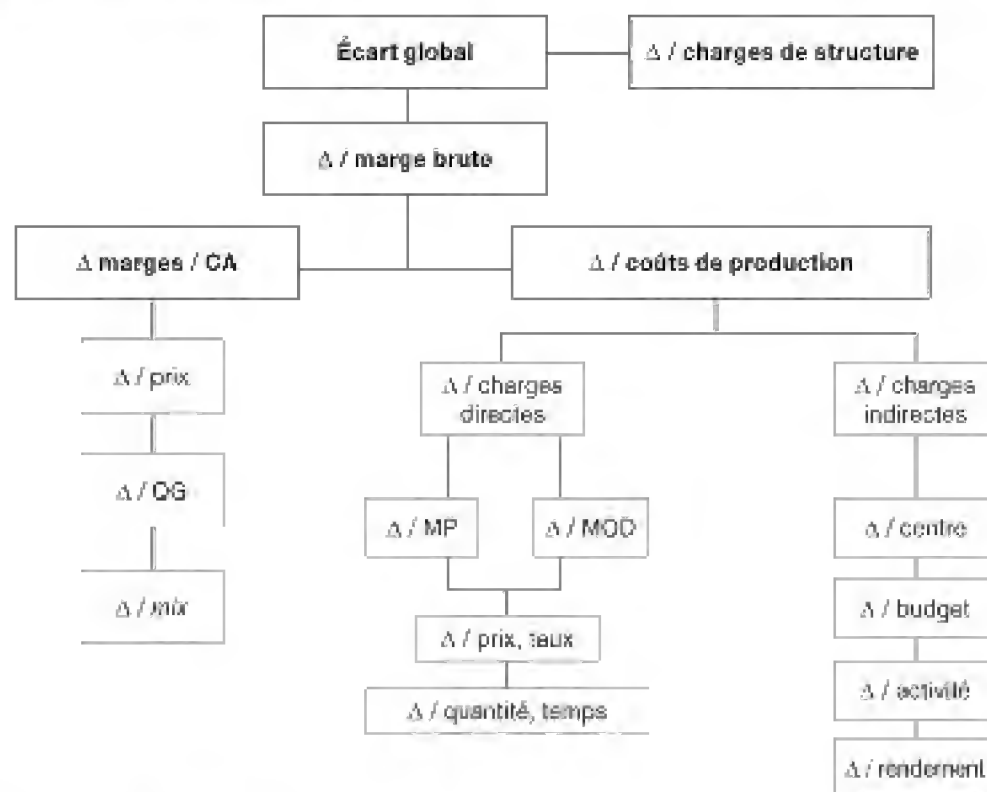 Écart global
Δ / charges de structure
Δ / marge brute
Δ marges / CA
Δ / coûts de production
Δ / prix
Δ / charges
directes
Δ / charges
indirectes
Δ / QG
Δ / MP
Δ / MOD
Δ / centre
Δ / mix
Δ / budget
Δ / prix, taux
Δ / activité
Δ / quantité, temps
Δ / rendement